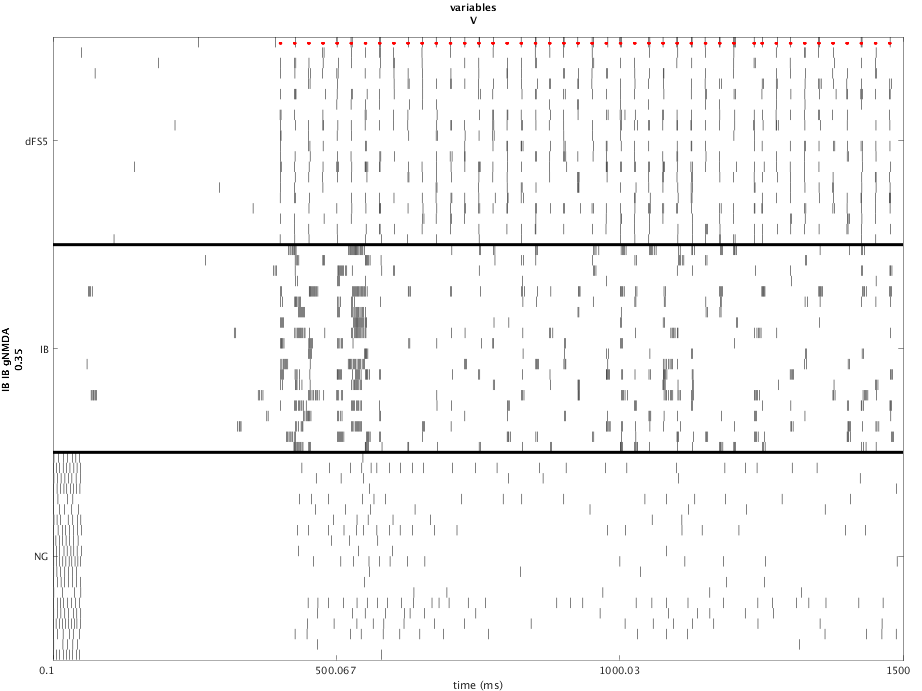 variables
V
dFS5
IB
NG
IB IB gNMDA
0.35
0.1
500.067
1000.03
1500
time (ms)